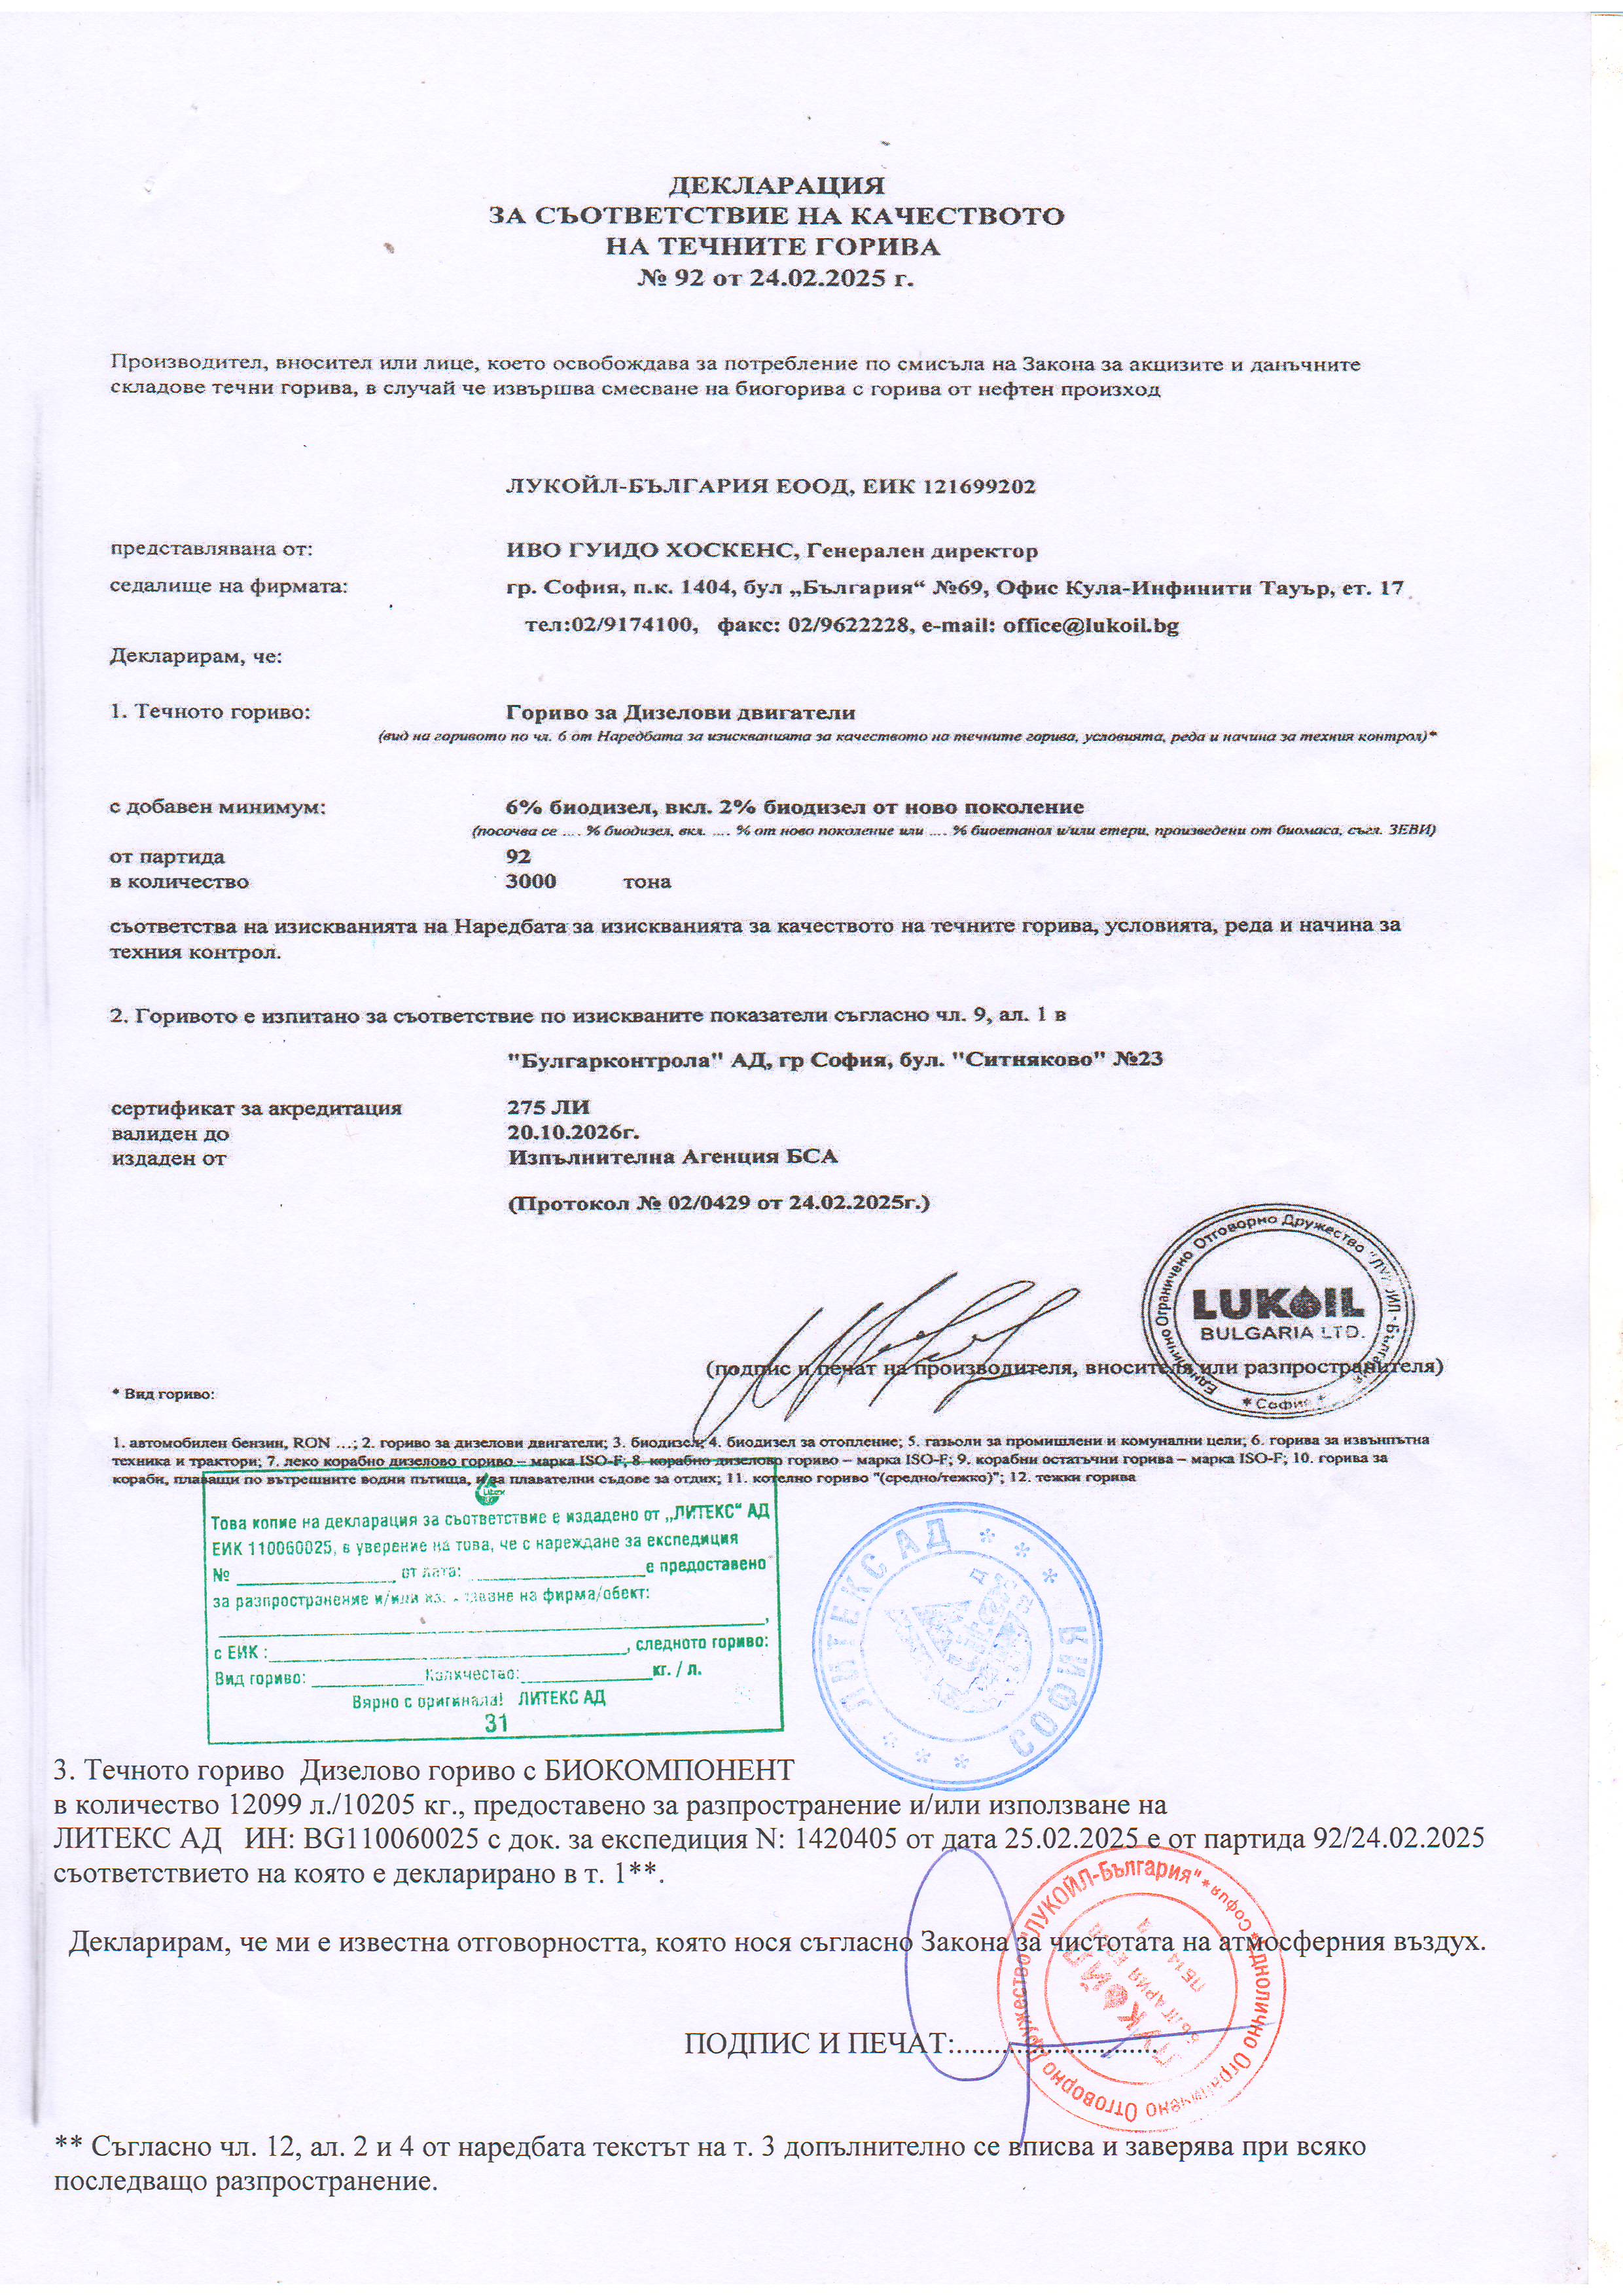 ДЕКЛАРАЦИЯ
ЗА СЪОТВЕТСТВИЕ НА КАЧЕСТВОТО
НА ТЕЧНИТЕ ГОРИВА
№ 92 от 24.02.2025 г.
Производител, вносител или лице, което освобождава за потребление по смисъла на Закона за акцизите и данъчните
складове течни горива, в случай че извършва смесване на биогорива с горива от нефтен произход
ЛУКОЙЛ-БЪЛГАРИЯ ЕООД, ЕИК 121699202
представлявана от: ИВО ГУИДО ХОСКЕНС, Генерален директор
седалище на фирмата: гр. София, п.к. 1404, бул „България“ №69, Офис Кула-Инфинити Тауър, ет. 17
тел:02/9174100, факс: 02/9622228, e-mail: office@lukoil.bg
Декларирам, че:
1. Течното гориво: Гориво за Дизелови двигатели
(вид на горивото по чл. 6 от Наредбата за изискванията за качеството на течните горива, условията, реда и начина за техния контрол)*
с добавен минимум: 6% биодизел, вкл. 2% биодизел от ново поколение
(посочва се .... % биодизел, вкл. .... % от ново поколение или .... % биоетанол и/или етери, произведени от биомаса, съгл. ЗЕВИ)
от партида 92
в количество 3000 тона
съответства на изискванията на Наредбата за изискванията за качеството на течните горива, условията, реда и начина за
техния контрол.
2. Горивото е изпитано за съответствие по изискваните показатели съгласно чл. 9, ал. 1 в
"Булгарконтрола" АД, гр София, бул. "Ситняково" №23
сертификат за акредитация 275 ЛИ
валиден до 20.10.2026г.
издаден от Изпълнителна Агенция БСА
(Протокол № 02/0429 от 24.02.2025г.)
Еднолично Ограничено Отговорно Дружество "ЛУКОЙЛ-България"
LUKOIL
BULGARIA LTD.
* София *
(подпис и печат на производителя, вносителя или разпространителя)
* Вид гориво:
1. автомобилен бензин, RON ...; 2. гориво за дизелови двигатели; 3. биодизел; 4. биодизел за отопление; 5. газьоли за промишлени и комунални цели; 6. горива за извънпътна
техника и трактори; 7. леко корабно дизелово гориво – марка ISO-F; 8. корабно дизелово гориво – марка ISO-F; 9. корабни остатъчни горива – марка ISO-F; 10. горива за
кораби, плаващи по вътрешните водни пътища, и за плавателни съдове за отдих; 11. котелно гориво "(средно/тежко)"; 12. тежки горива
Това копие на декларация за съответствие е издадено от „ЛИТЕКС“ АД
ЕИК 110060025, в уверение на това, че с нареждане за експедиция
№ ______ от дата: ______ е предоставено
за разпространение и/или използване на фирма/обект:
______,
с ЕИК :______, следното гориво:
Вид гориво: ______ Количество: ______ кг. / л.
Вярно с оригинала! ЛИТЕКС АД
31
* ЛИТЕКС АД * * * СОФИЯ * * *
3. Течното гориво Дизелово гориво с БИОКОМПОНЕНТ
в количество 12099 л./10205 кг., предоставено за разпространение и/или използване на
ЛИТЕКС АД ИН: BG110060025 с док. за експедиция N: 1420405 от дата 25.02.2025 е от партида 92/24.02.2025
съответствието на която е декларирано в т. 1**.
Декларирам, че ми е известна отговорността, която нося съгласно Закона за чистотата на атмосферния въздух.
Еднолично Ограничено Отговорно Дружество "ЛУКОЙЛ-България" * София *
ЛУКОЙЛ
БЪЛГАРИЯ ЕООД
ПБ14
ПОДПИС И ПЕЧАТ:...........................
** Съгласно чл. 12, ал. 2 и 4 от наредбата текстът на т. 3 допълнително се вписва и заверява при всяко
последващо разпространение.